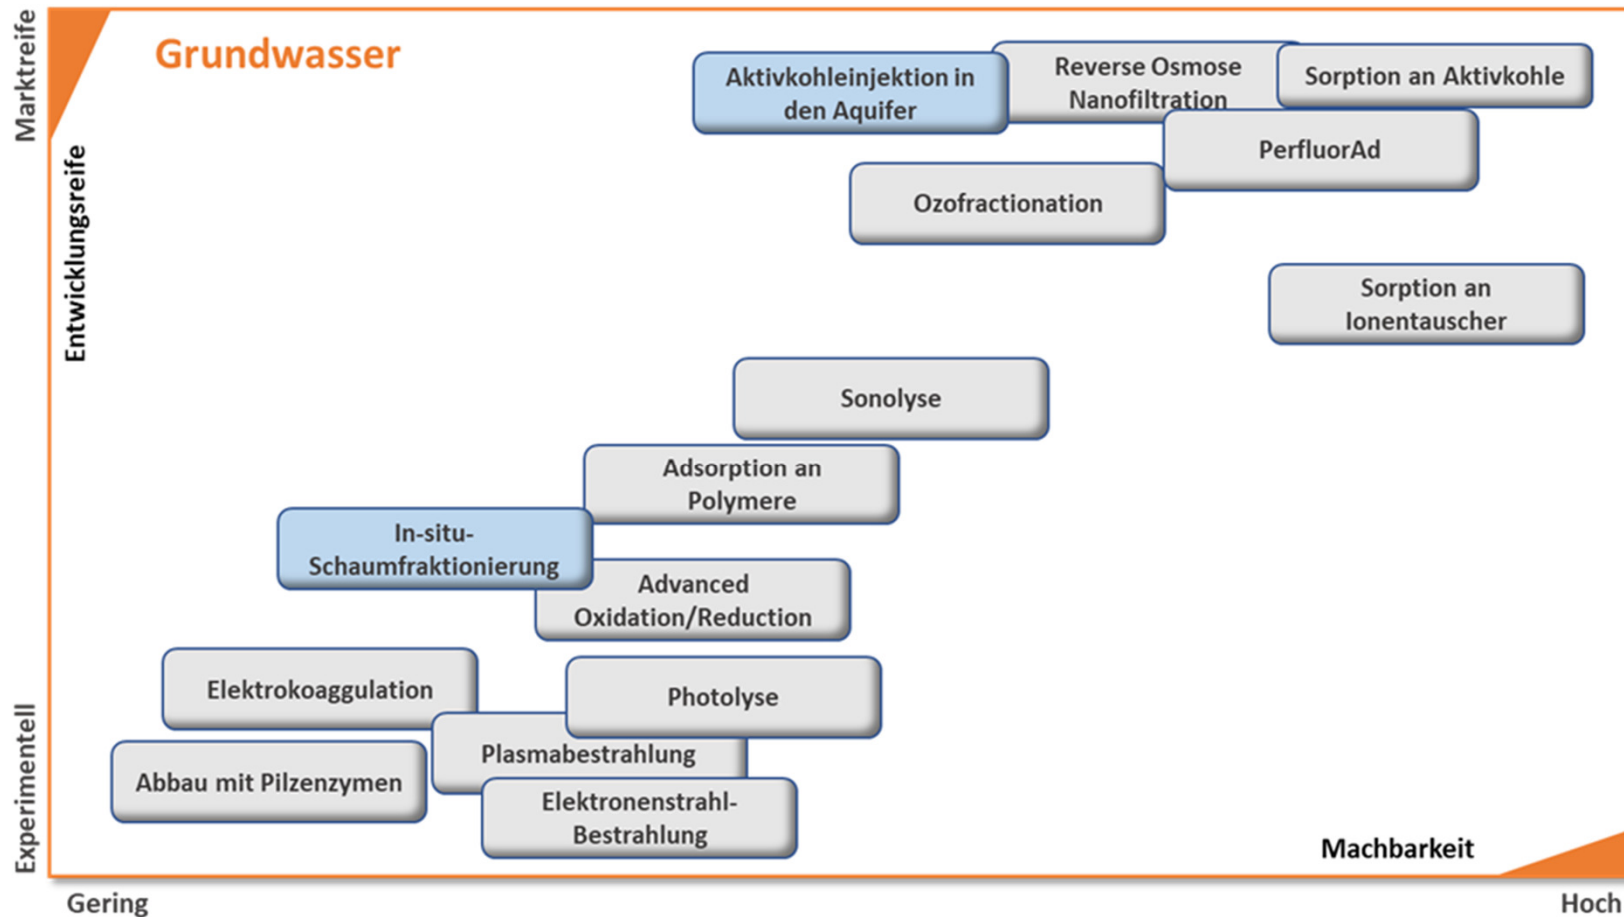 Marktreife
Grundwasser
Aktivkohleinjektion in
den Aquifer
Reverse Osmose
Nanofiltration
Sorption an Aktivkohle
PerfluorAd
Entwicklungsreife
Ozofractionation
Sorption an
Ionentauscher
Sonolyse
Adsorption an
Polymere
In-situ-
Schaumfraktionierung
Advanced
Oxidation/Reduction
Elektrokoaggulation
Photolyse
Plasmabestrahlung
Abbau mit Pilzenzymen
Elektronenstrahl-
Bestrahlung
Experimentell
Machbarkeit
Gering
Hoch